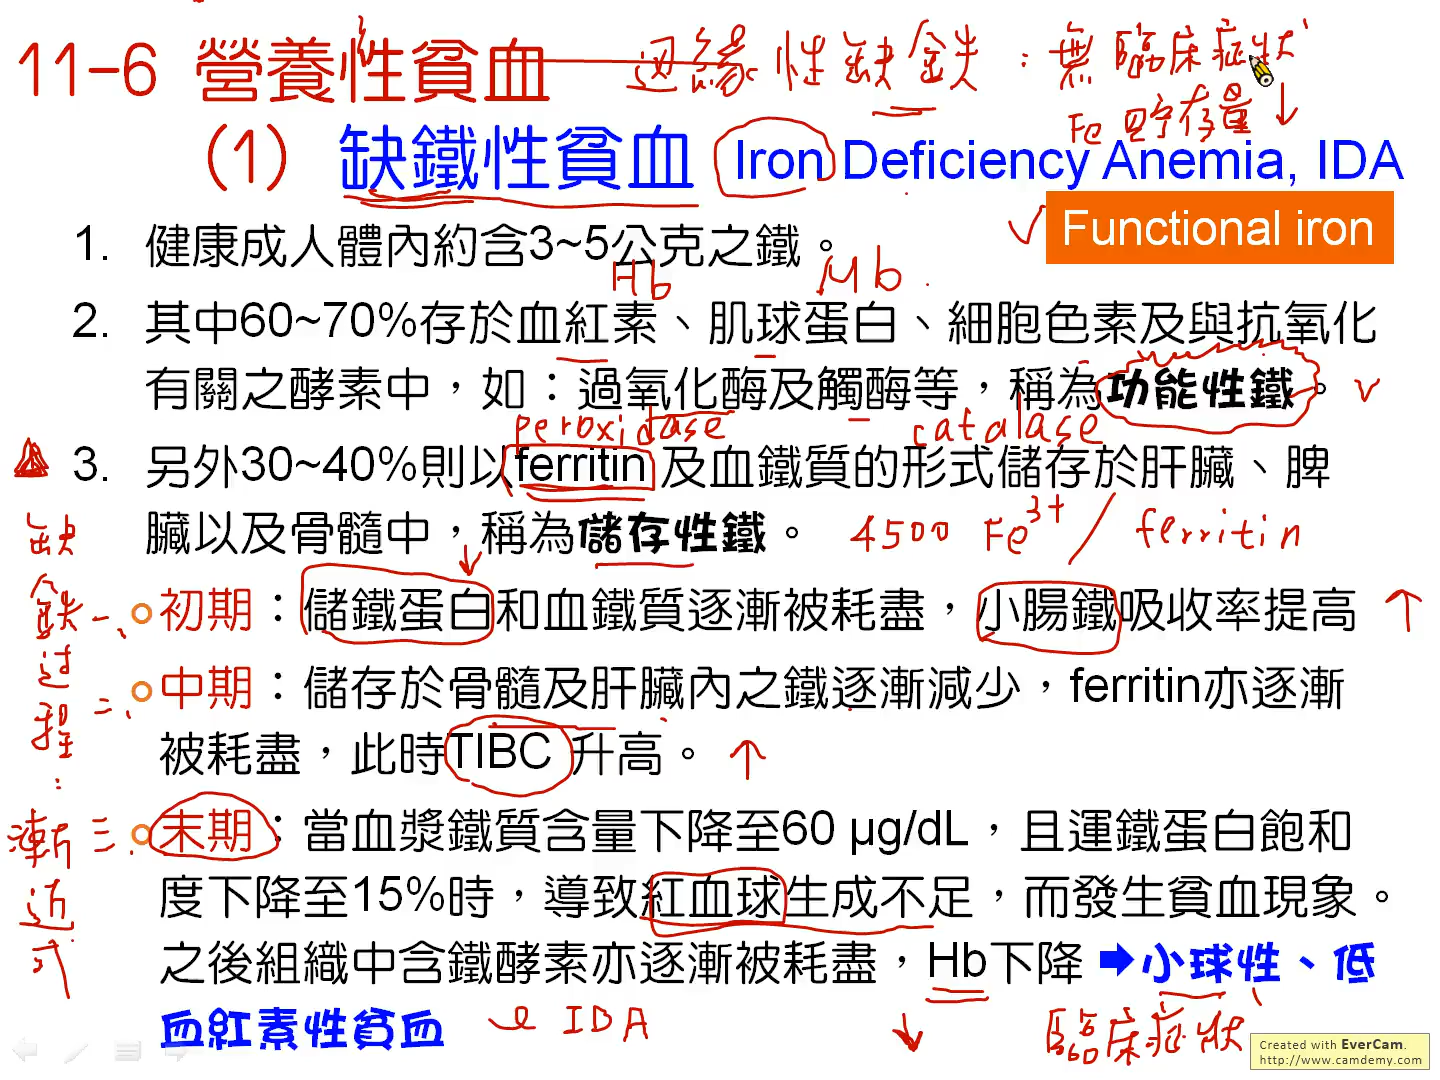 11-6 營養性貧血 边緣性缺鉄：無臨床症狀
Fe貯存量↓
(1) 缺鐵性貧血 Iron Deficiency Anemia, IDA
Functional iron
1. 健康成人體內約含3~5公克之鐵。
Hb Mb
2. 其中60~70%存於血紅素、肌球蛋白、細胞色素及與抗氧化
有關之酵素中，如：過氧化酶及觸酶等，稱為功能性鐵。
peroxidase catalase
3. 另外30~40%則以ferritin 及血鐵質的形式儲存於肝臟、脾
臟以及骨髓中，稱為儲存性鐵。 4500 Fe3+/ferritin
缺鉄过程：漸近式
一、初期：儲鐵蛋白和血鐵質逐漸被耗盡，小腸鐵吸收率提高 ↑
二、中期：儲存於骨髓及肝臟內之鐵逐漸減少，ferritin亦逐漸
被耗盡，此時TIBC 升高。 ↑
三、末期：當血漿鐵質含量下降至60 μg/dL，且運鐵蛋白飽和
度下降至15%時，導致紅血球生成不足，而發生貧血現象。
之後組織中含鐵酵素亦逐漸被耗盡，Hb下降 ➡小球性、低
血紅素性貧血 IDA ↓ 臨床症狀
Created with EverCam.
http://www.camdemy.com